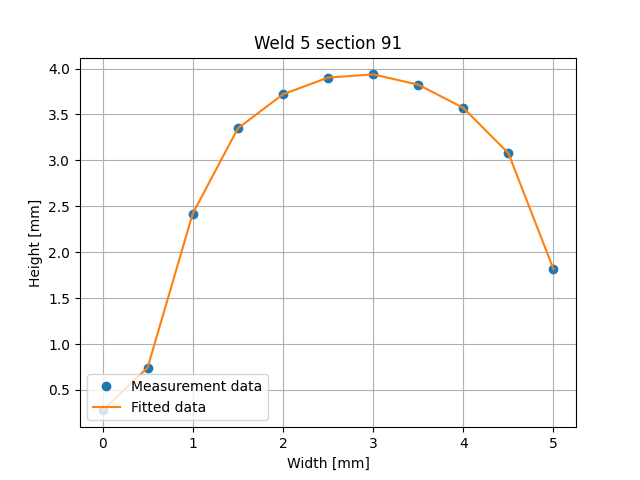 Weld 5 section 91
4.0
3.5
3.0
2.5
2.0
1.5
1.0
0.5
Height [mm]
Measurement data
Fitted data
0 1 2 3 4 5
Width [mm]